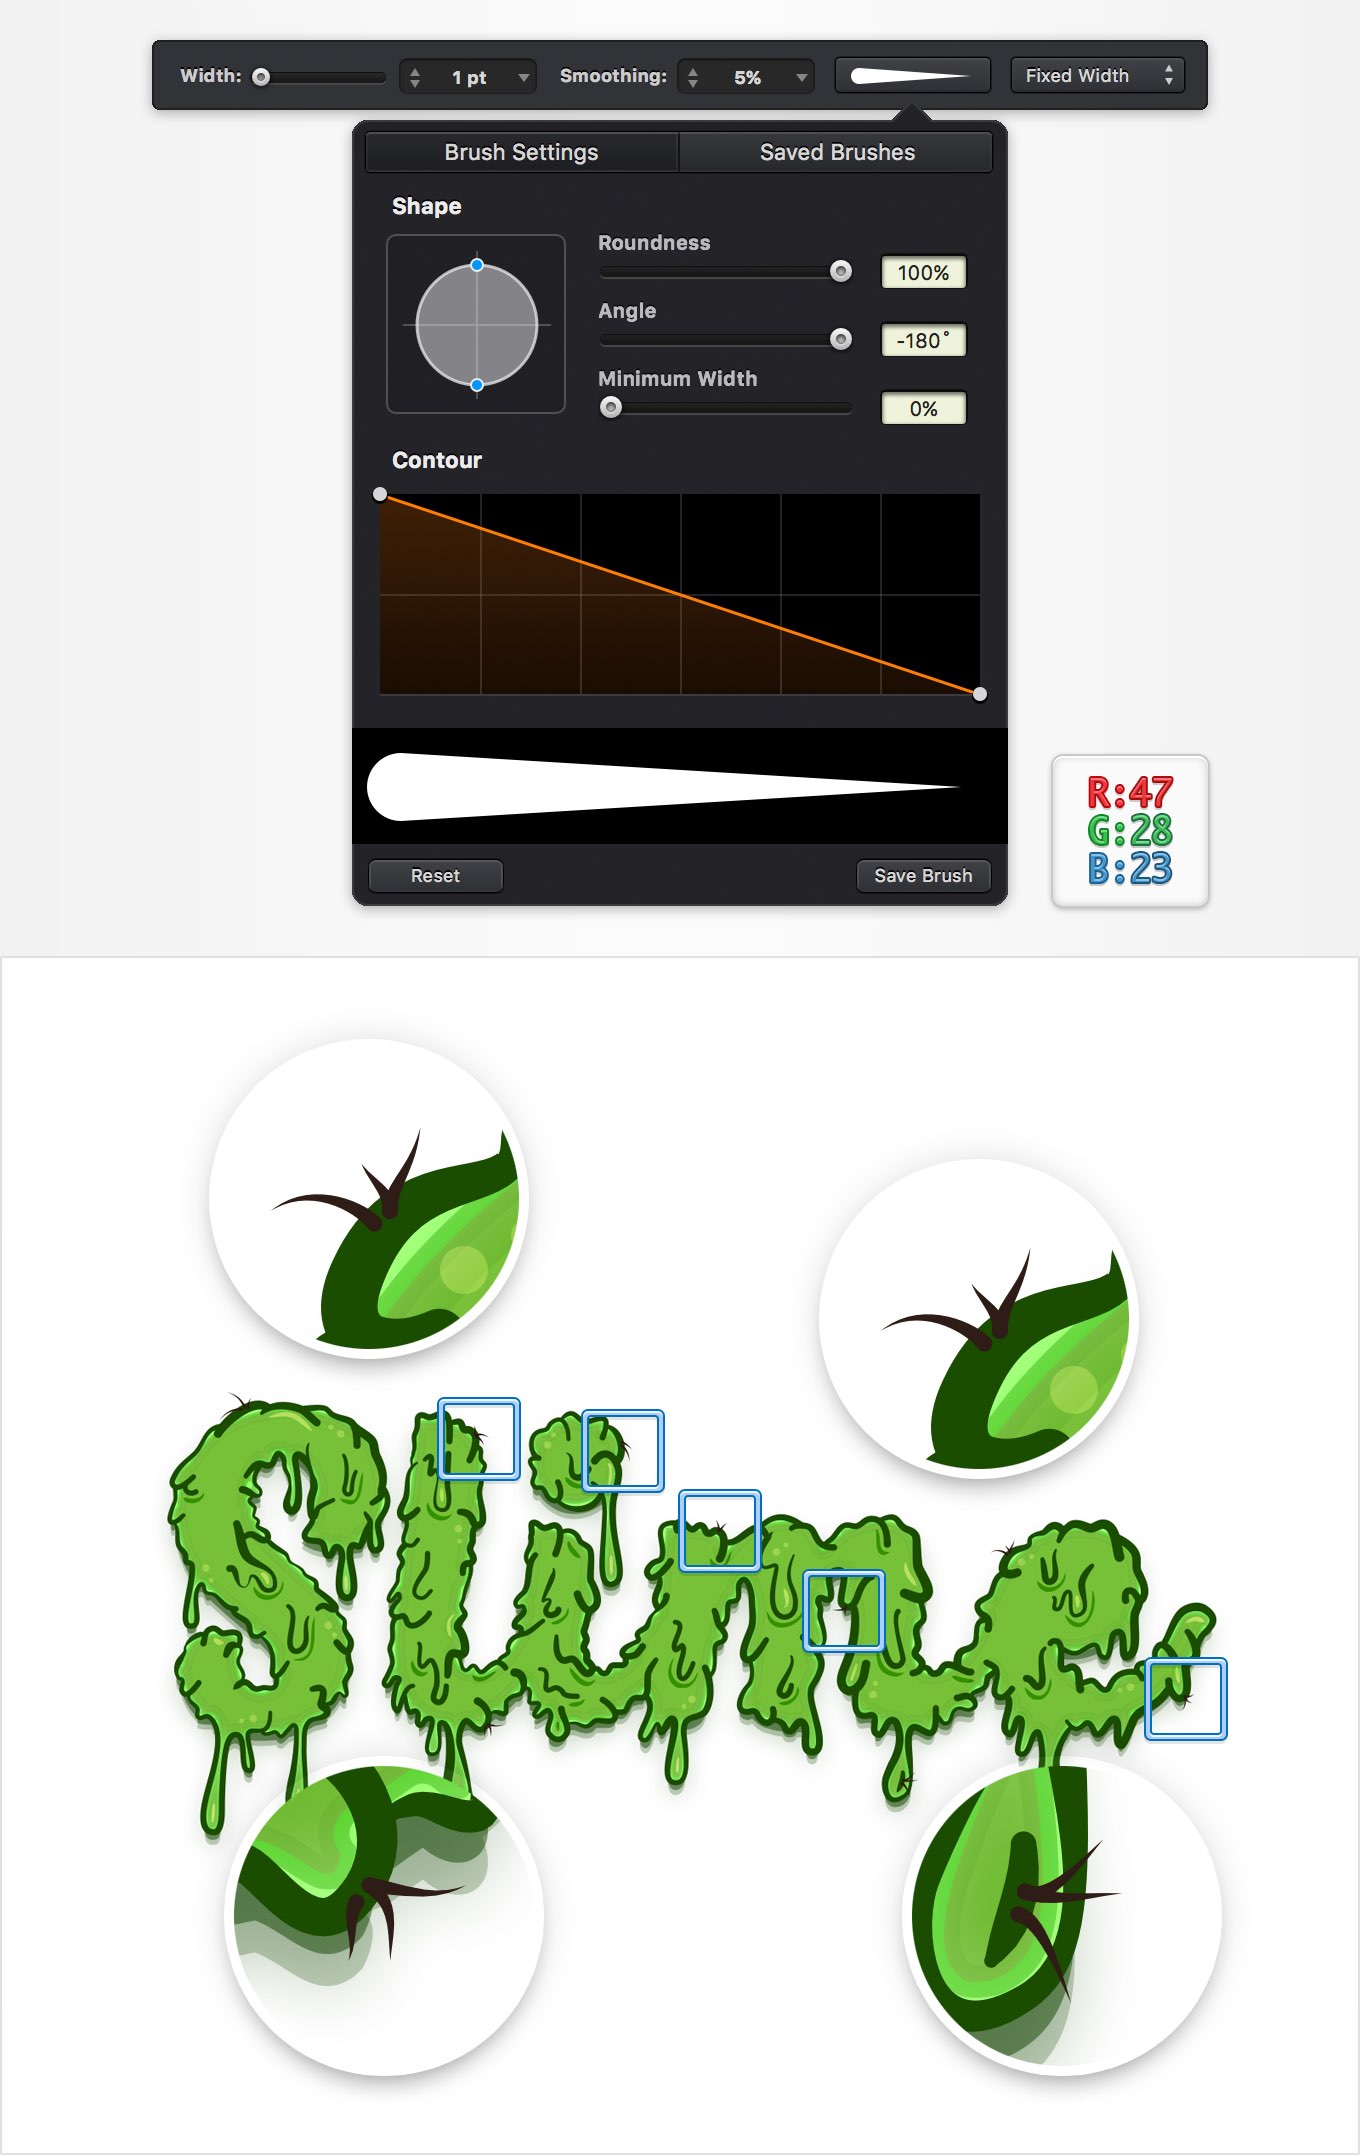 Width: 1 pt Smoothing: 5% Fixed Width
Brush Settings Saved Brushes
Shape
Roundness
100%
Angle
-180°
Minimum Width
0%
Contour
R:47
G:28
B:23
Reset Save Brush
Slime